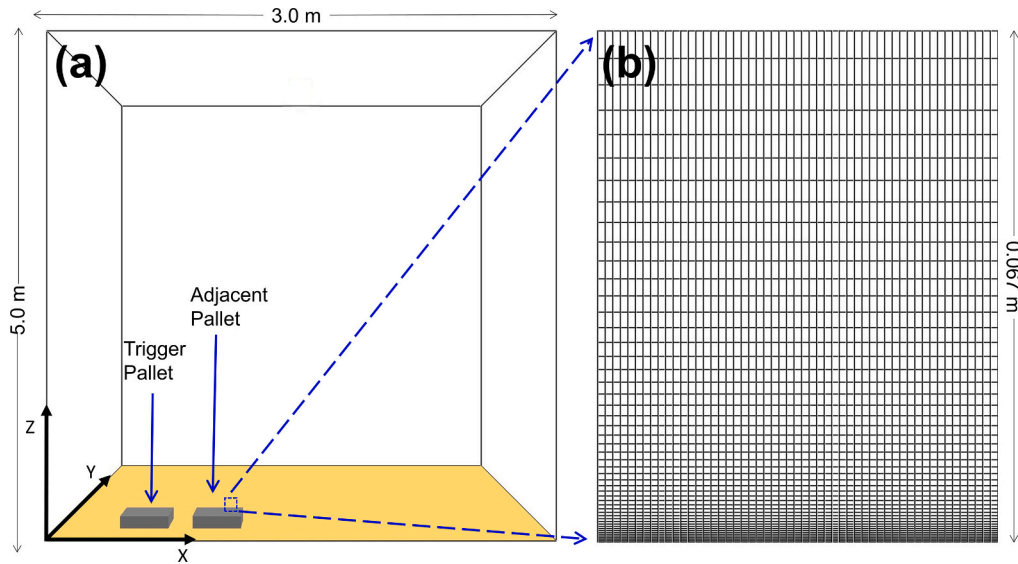 3.0 m
(a)
(b)
5.0 m
0.067 m
Adjacent
Pallet
Trigger
Pallet
Z
Y
X